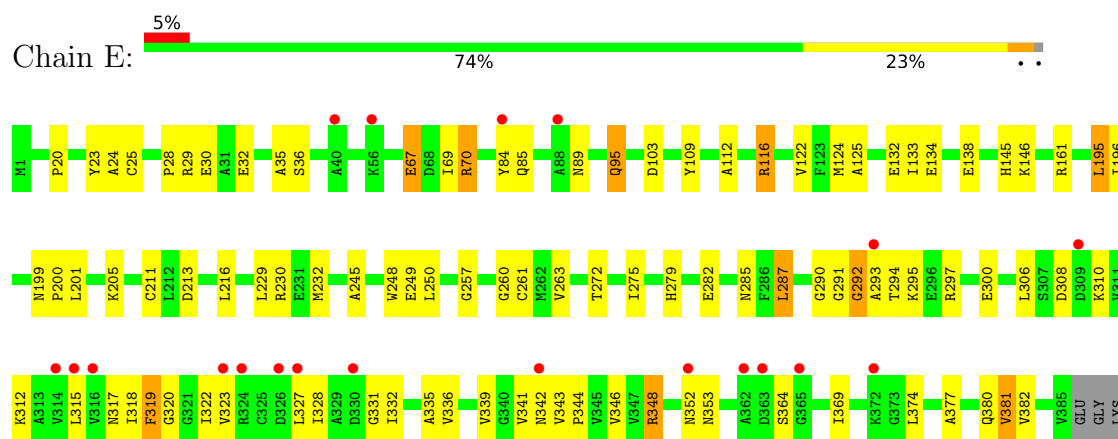 5%
Chain E:
74% 23% • •
M1 P20 Y23 A24 C25 P28 R29 E30 A31 E32 A35 S36 A40 K56 E67 D68 I69 R70 Y84 Q85 A88 N89 Q95 D103 Y109 A112 R116 V122 F123 M124 A125 E132 I133 E134 E138 H145 K146 R161 L195 I196
N199 P200 L201 K205 C211 L212 D213 L216 L229 R230 E231 M232 A245 W248 E249 L250 G257 G260 C261 M262 V263 T272 I275 H279 E282 N285 F286 L287 G290 G291 G292 A293 T294 K295 E296 R297 E300 L306 S307 D308 D309 K310 V311
K312 A313 V314 L315 V316 N317 I318 F319 G320 G321 I322 V323 R324 C325 D326 L327 I328 A329 D330 G331 I332 A335 V336 V339 G340 V341 N342 V343 P344 V345 V346 V347 R348 N352 N353 A362 D363 S364 G365 I369 K372 G373 L374 A377 Q380 V381 V382 V385 GLU GLY LYS